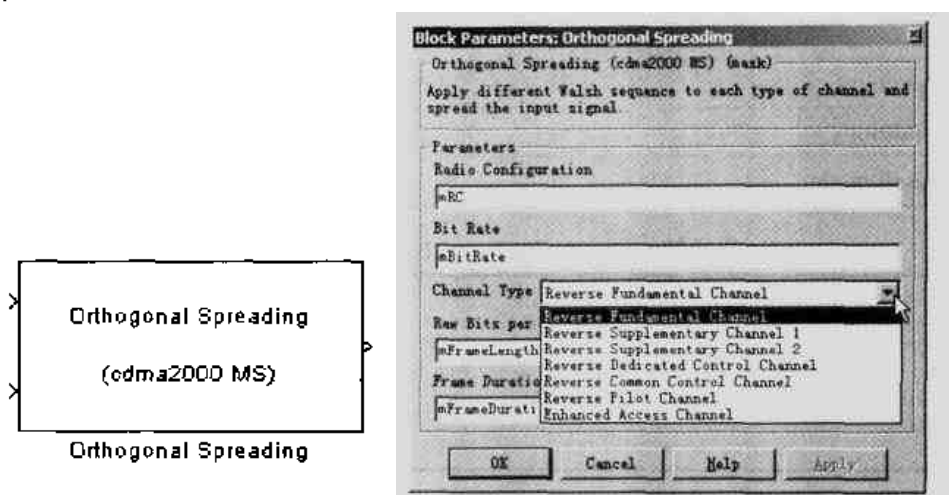 Orthogonal Spreading
(cdma2000 MS)
Orthogonal Spreading
Block Parameters: Orthogonal Spreading
Orthogonal Spreading (cdma2000 MS) (mask)
Apply different Walsh sequence to each type of channel and
spread the input signal
Parameters
Radio Configuration
mRC
Bit Rate
mBitRate
Channel Type Reverse Fundamental Channel
Reverse Fundamental Channel
Raw Bits per
Reverse Supplementary Channel 1
Reverse Supplementary Channel 2
mFrameLength
Reverse Dedicated Control Channel
Frame Duratio
Reverse Common Control Channel
Reverse Pilot Channel
mFrameDurati
Enhanced Access Channel
OK Cancel Help Apply